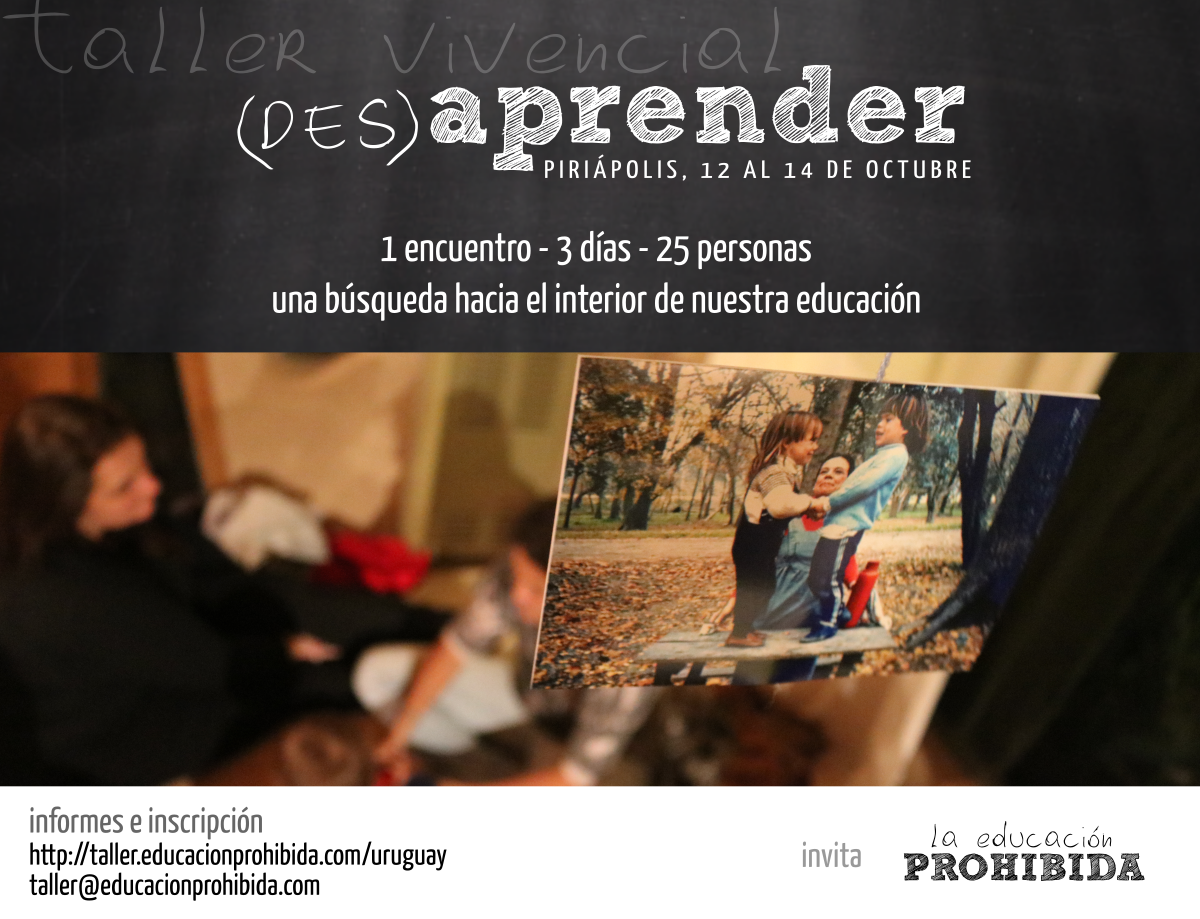 taller vivencial
(DES)aprender
PIRIÁPOLIS, 12 AL 14 DE OCTUBRE
1 encuentro - 3 días - 25 personas
una búsqueda hacia el interior de nuestra educación
informes e inscripción
http://taller.educacionprohibida.com/uruguay
taller@educacionprohibida.com
invita
la educación
PROHIBIDA